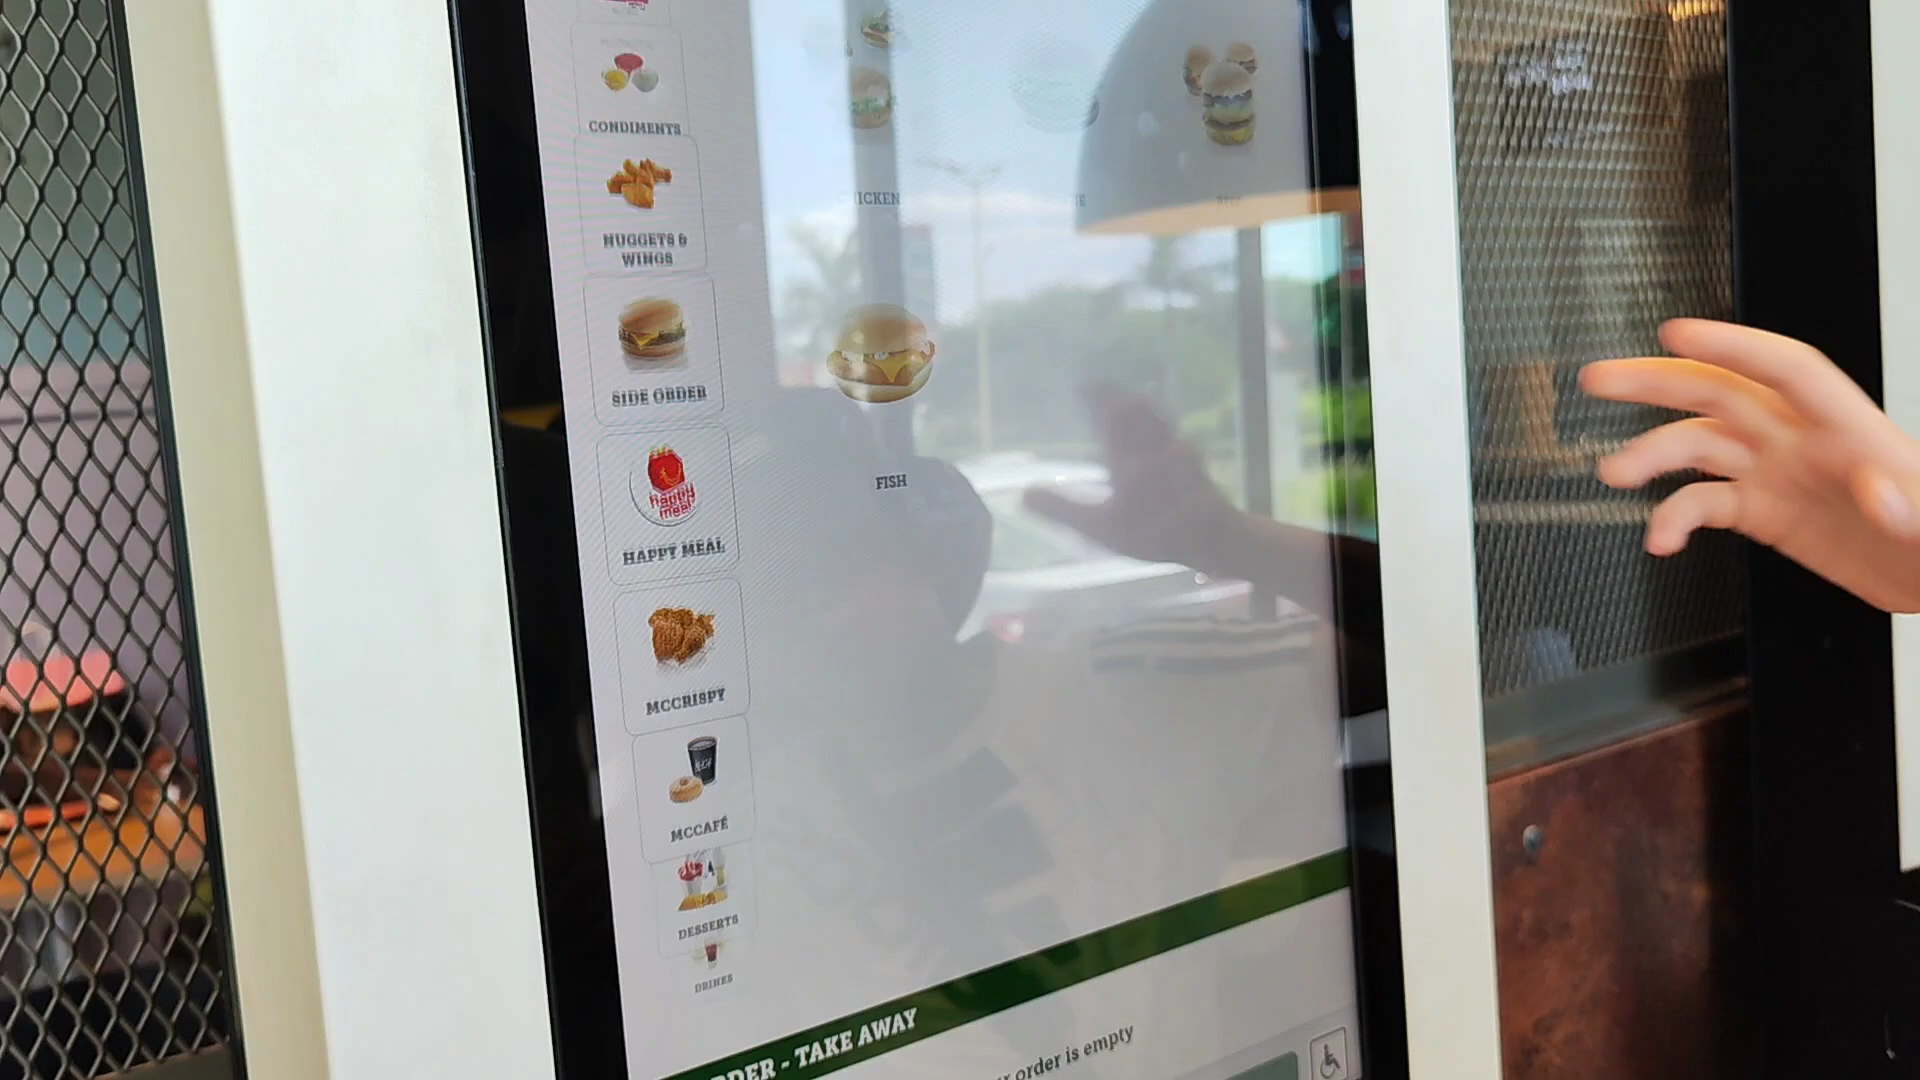 CONDIMENTS
NUGGETS &
WINGS
SIDE ORDER
happy
meal
HAPPY MEAL
MCCRISPY
MCCAFÉ
DESSERTS
DRINKS
FISH
- TAKE AWAY
order is empty